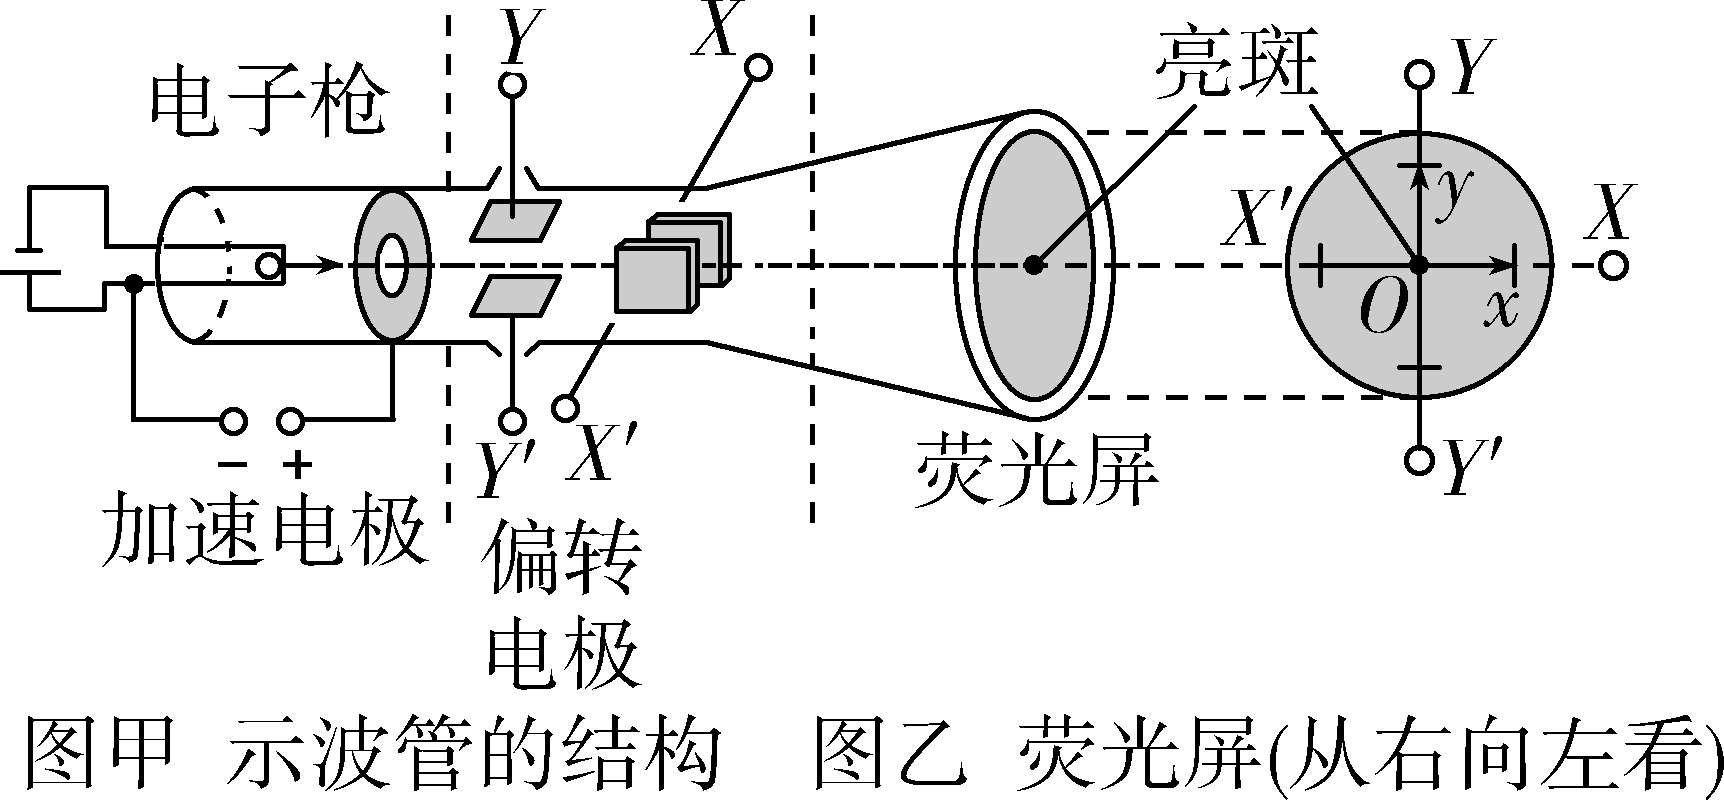 电子枪
Y
X
亮斑
Y
X′
y
X
O
x
Y′
X′
Y′
荧光屏
− +
加速电极
偏转
电极
图甲 示波管的结构
图乙 荧光屏(从右向左看)